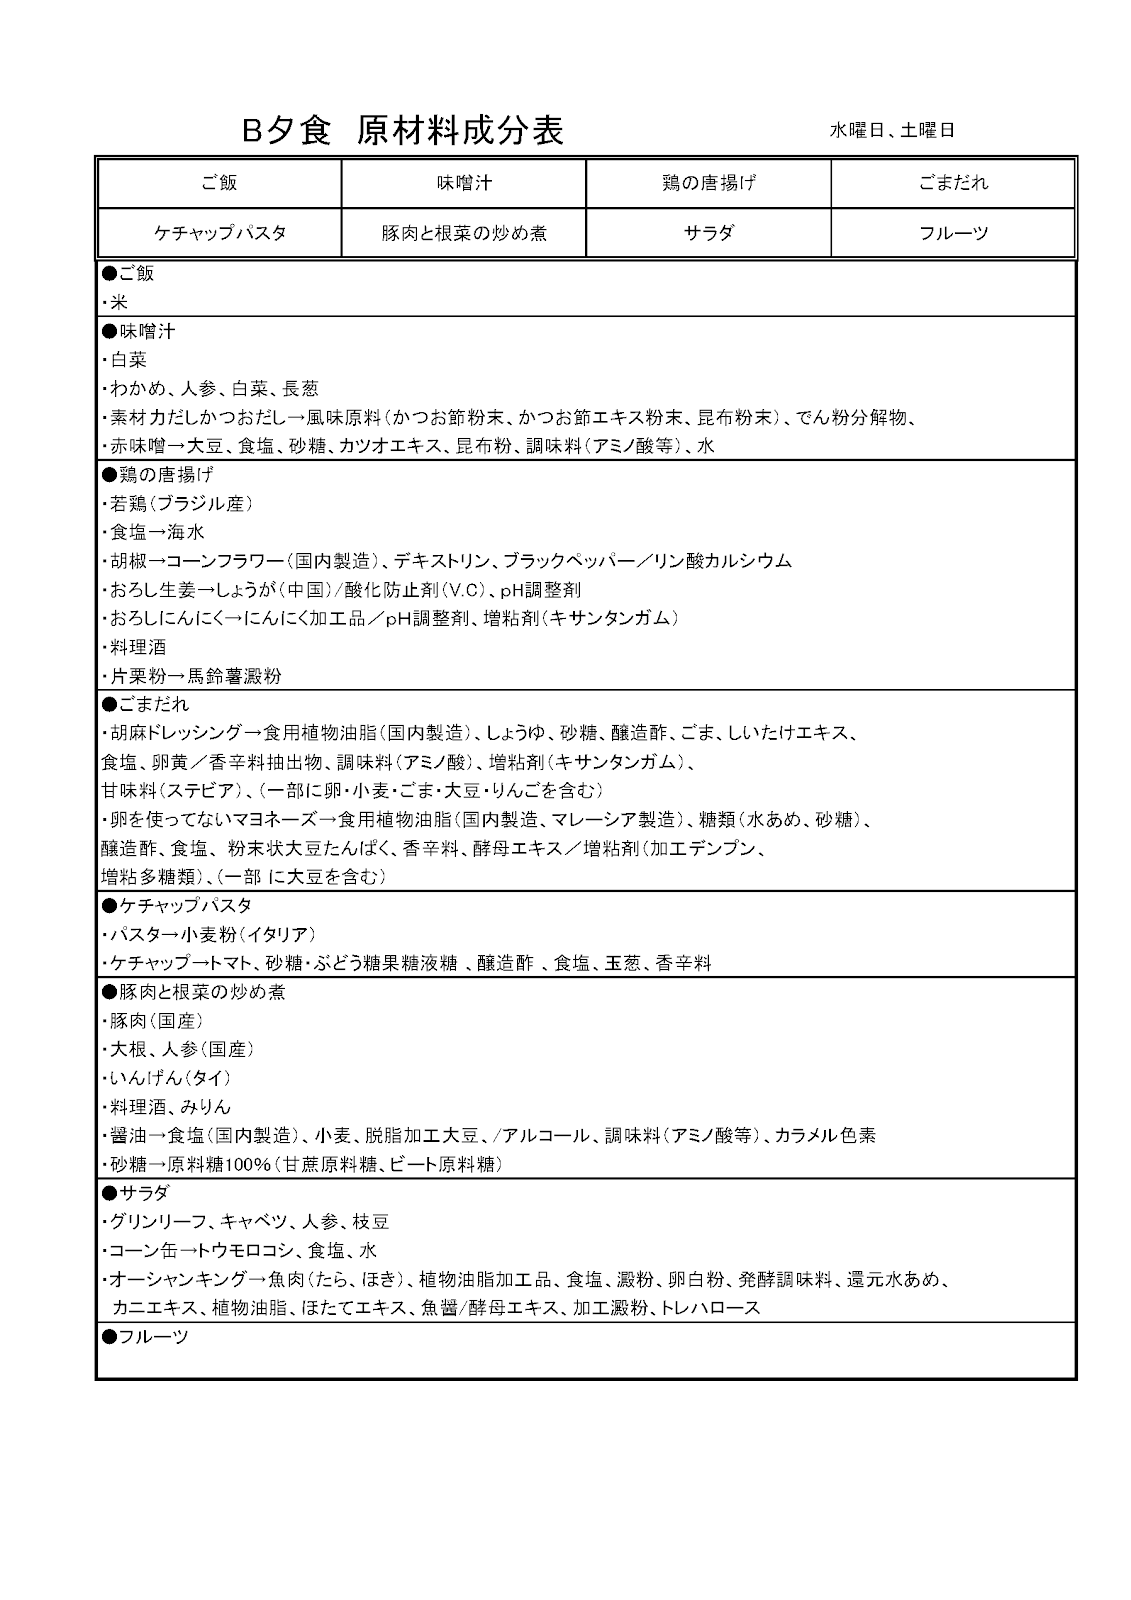 B夕食　原材料成分表
水曜日、土曜日
ご飯　味噌汁　鶏の唐揚げ　ごまだれ
ケチャップパスタ　豚肉と根菜の炒め煮　サラダ　フルーツ
●ご飯
・米
●味噌汁
・白菜
・わかめ、人参、白菜、長葱
・素材力だしかつおだし→風味原料（かつお節粉末、かつお節エキス粉末、昆布粉末）、でん粉分解物、
・赤味噌→大豆、食塩、砂糖、カツオエキス、昆布粉、調味料（アミノ酸等）、水
●鶏の唐揚げ
・若鶏（ブラジル産）
・食塩→海水
・胡椒→コーンフラワー（国内製造）、デキストリン、ブラックペッパー／リン酸カルシウム
・おろし生姜→しょうが（中国）/酸化防止剤（V.C）、pH調整剤
・おろしにんにく→にんにく加工品／pH調整剤、増粘剤（キサンタンガム）
・料理酒
・片栗粉→馬鈴薯澱粉
●ごまだれ
・胡麻ドレッシング→食用植物油脂（国内製造）、しょうゆ、砂糖、醸造酢、ごま、しいたけエキス、
食塩、卵黄／香辛料抽出物、調味料（アミノ酸）、増粘剤（キサンタンガム）、
甘味料（ステビア）、（一部に卵・小麦・ごま・大豆・りんごを含む）
・卵を使ってないマヨネーズ→食用植物油脂（国内製造、マレーシア製造）、糖類（水あめ、砂糖）、
醸造酢、食塩、 粉末状大豆たんぱく、香辛料、酵母エキス／増粘剤（加工デンプン、
増粘多糖類）、（一部 に大豆を含む）
●ケチャップパスタ
・パスタ→小麦粉（イタリア）
・ケチャップ→トマト、砂糖・ぶどう糖果糖液糖 、醸造酢 、食塩、玉葱、香辛料
●豚肉と根菜の炒め煮
・豚肉（国産）
・大根、人参（国産）
・いんげん（タイ）
・料理酒、みりん
・醤油→食塩（国内製造）、小麦、脱脂加工大豆、/アルコール、調味料（アミノ酸等）、カラメル色素
・砂糖→原料糖100%（甘蔗原料糖、ビート原料糖）
●サラダ
・グリンリーフ、キャベツ、人参、枝豆
・コーン缶→トウモロコシ、食塩、水
・オーシャンキング→魚肉（たら、ほき）、植物油脂加工品、食塩、澱粉、卵白粉、発酵調味料、還元水あめ、
カニエキス、植物油脂、ほたてエキス、魚醤/酵母エキス、加工澱粉、トレハロース
●フルーツ